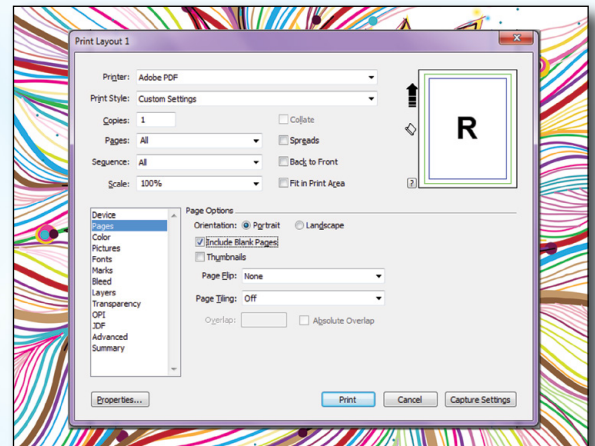 Print Layout 1
Printer: Adobe PDF
Print Style: Custom Settings
Copies: 1
Collate
Pages: All
Spreads
Sequence: All
Back to Front
Scale: 100%
Fit in Print Area
R
?
Device
Pages
Color
Pictures
Fonts
Marks
Bleed
Layers
Transparency
OPI
JDF
Advanced
Summary
Page Options
Orientation: Portrait Landscape
Include Blank Pages
Thumbnails
Page Flip: None
Page Tiling: Off
Overlap: Absolute Overlap
Properties... Print Cancel Capture Settings